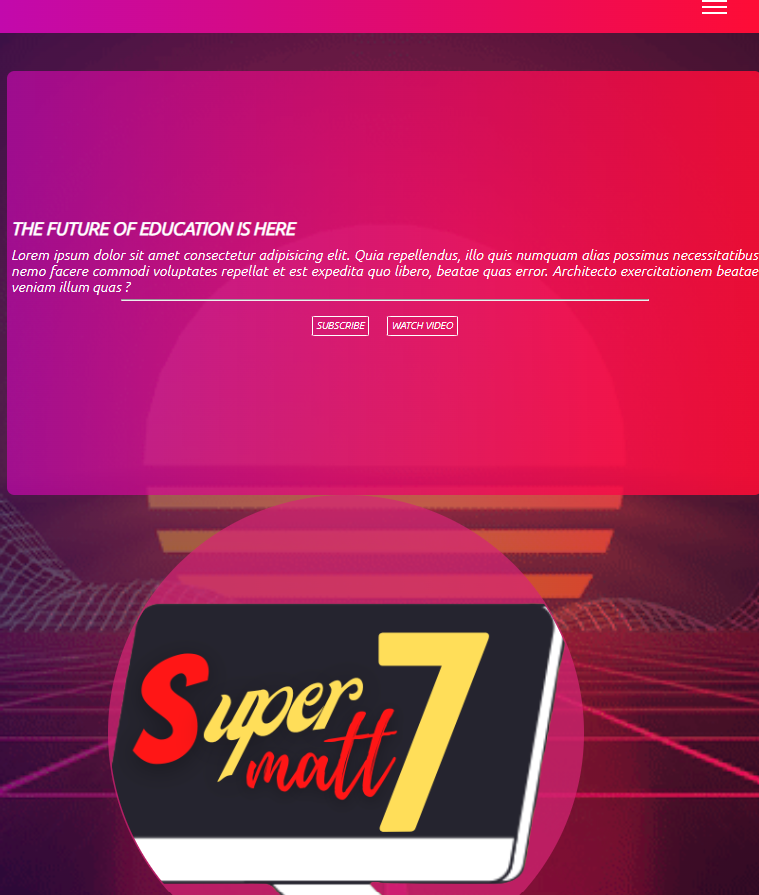 THE FUTURE OF EDUCATION IS HERE
Lorem ipsum dolor sit amet consectetur adipisicing elit. Quia repellendus, illo quis numquam alias possimus necessitatibus
nemo facere commodi voluptates repellat et est expedita quo libero, beatae quas error. Architecto exercitationem beatae
veniam illum quas ?
SUBSCRIBE WATCH VIDEO
Super 7
matt